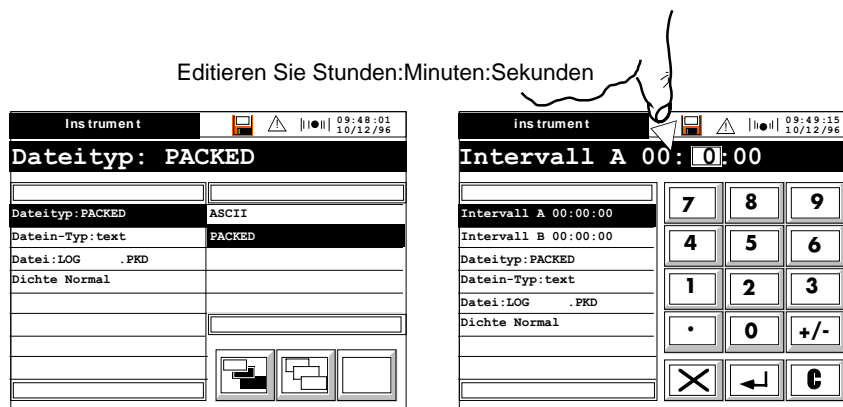 Editieren Sie Stunden:Minuten:Sekunden
Instrument
09:48:01
10/12/96
Dateityp: PACKED
Dateityp:PACKED
ASCII
Datein-Typ:text
PACKED
Datei:LOG .PKD
Dichte Normal
instrument
09:49:15
10/12/96
Intervall A 00: 0:00
Intervall A 00:00:00
Intervall B 00:00:00
Dateityp:PACKED
Datein-Typ:text
Datei:LOG .PKD
Dichte Normal
7 8 9
4 5 6
1 2 3
· 0 +/-
C